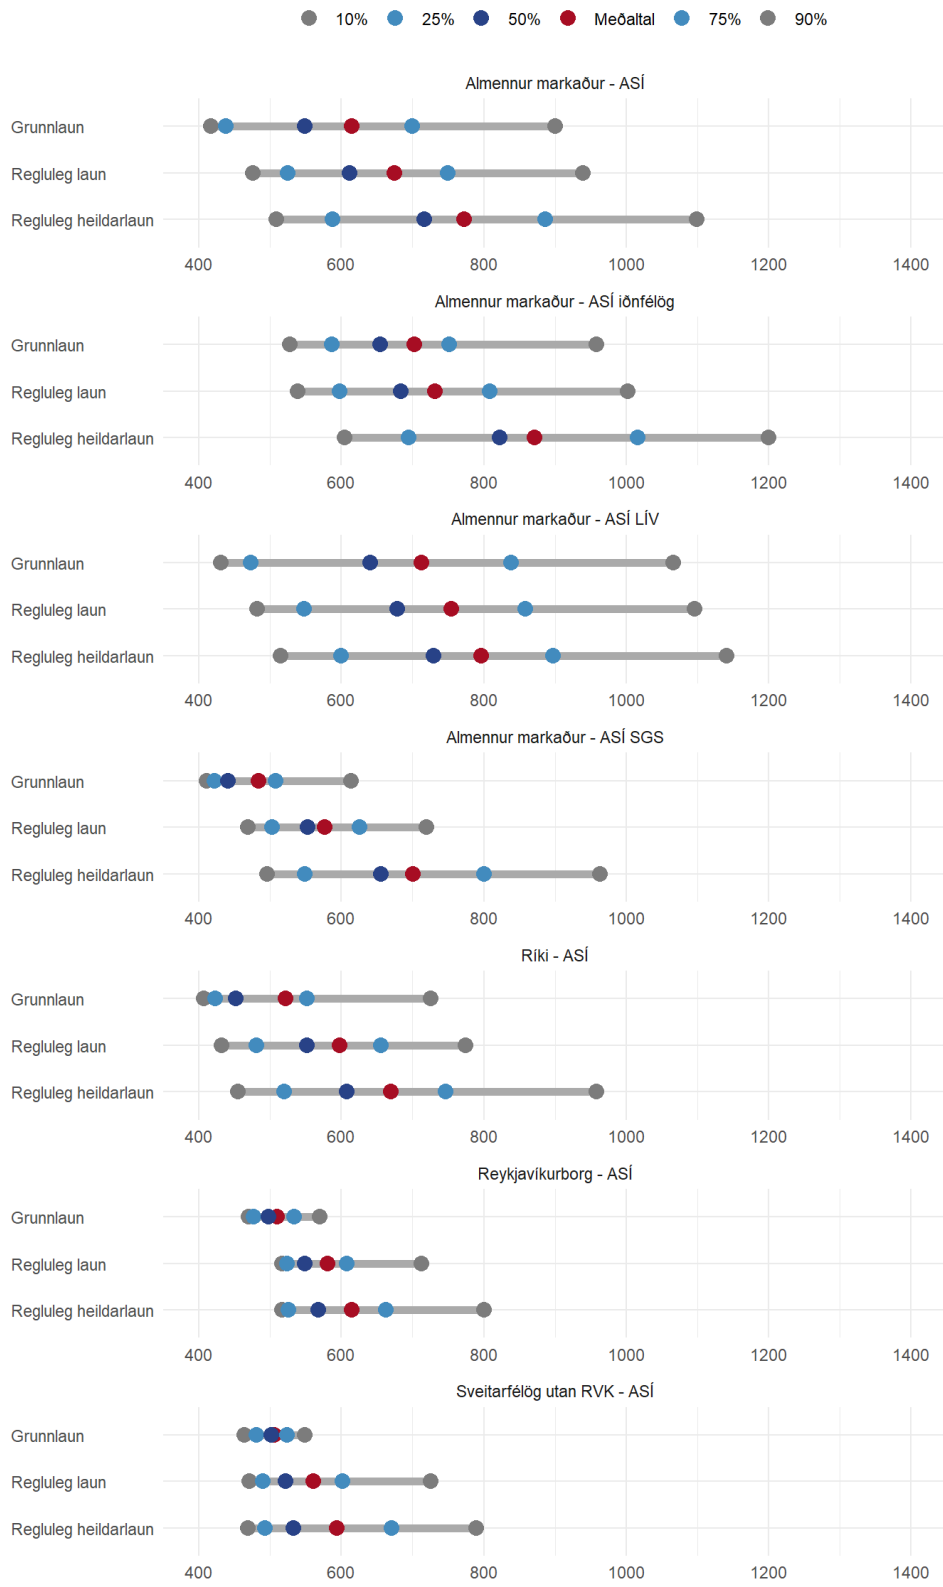 10% 25% 50% Meðaltal 75% 90%
Almennur markaður - ASÍ
Grunnlaun
Regluleg laun
Regluleg heildarlaun
400 600 800 1000 1200 1400
Almennur markaður - ASÍ iðnfélög
Grunnlaun
Regluleg laun
Regluleg heildarlaun
400 600 800 1000 1200 1400
Almennur markaður - ASÍ LÍV
Grunnlaun
Regluleg laun
Regluleg heildarlaun
400 600 800 1000 1200 1400
Almennur markaður - ASÍ SGS
Grunnlaun
Regluleg laun
Regluleg heildarlaun
400 600 800 1000 1200 1400
Ríki - ASÍ
Grunnlaun
Regluleg laun
Regluleg heildarlaun
400 600 800 1000 1200 1400
Reykjavíkurborg - ASÍ
Grunnlaun
Regluleg laun
Regluleg heildarlaun
400 600 800 1000 1200 1400
Sveitarfélög utan RVK - ASÍ
Grunnlaun
Regluleg laun
Regluleg heildarlaun
400 600 800 1000 1200 1400